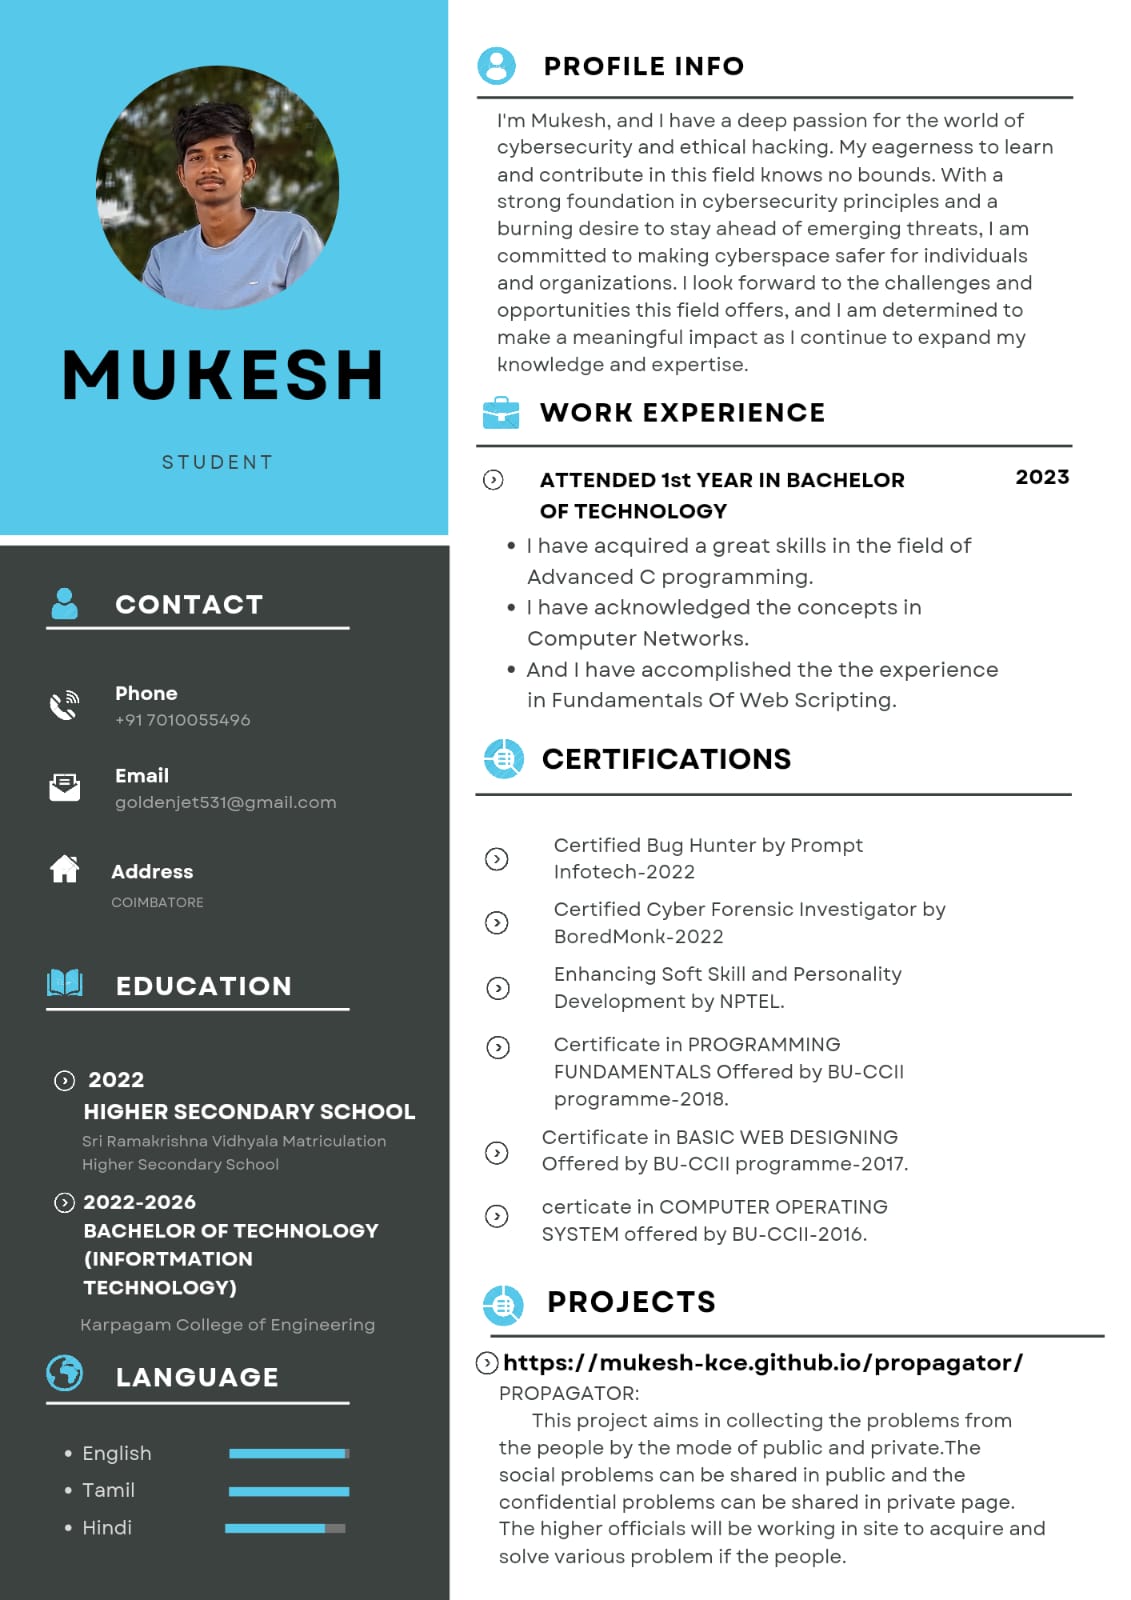 MUKESH
STUDENT
CONTACT
Phone
+91 7010055496
Email
goldenjet531@gmail.com
Address
COIMBATORE
EDUCATION
2022
HIGHER SECONDARY SCHOOL
Sri Ramakrishna Vidhyala Matriculation
Higher Secondary School
2022-2026
BACHELOR OF TECHNOLOGY
(INFORTMATION
TECHNOLOGY)
Karpagam College of Engineering
LANGUAGE
• English
• Tamil
• Hindi
PROFILE INFO
I'm Mukesh, and I have a deep passion for the world of
cybersecurity and ethical hacking. My eagerness to learn
and contribute in this field knows no bounds. With a
strong foundation in cybersecurity principles and a
burning desire to stay ahead of emerging threats, I am
committed to making cyberspace safer for individuals
and organizations. I look forward to the challenges and
opportunities this field offers, and I am determined to
make a meaningful impact as I continue to expand my
knowledge and expertise.
WORK EXPERIENCE
ATTENDED 1st YEAR IN BACHELOR
OF TECHNOLOGY
2023
• I have acquired a great skills in the field of
Advanced C programming.
• I have acknowledged the concepts in
Computer Networks.
• And I have accomplished the the experience
in Fundamentals Of Web Scripting.
CERTIFICATIONS
Certified Bug Hunter by Prompt
Infotech-2022
Certified Cyber Forensic Investigator by
BoredMonk-2022
Enhancing Soft Skill and Personality
Development by NPTEL.
Certificate in PROGRAMMING
FUNDAMENTALS Offered by BU-CCII
programme-2018.
Certificate in BASIC WEB DESIGNING
Offered by BU-CCII programme-2017.
certicate in COMPUTER OPERATING
SYSTEM offered by BU-CCII-2016.
PROJECTS
https://mukesh-kce.github.io/propagator/
PROPAGATOR:
This project aims in collecting the problems from
the people by the mode of public and private.The
social problems can be shared in public and the
confidential problems can be shared in private page.
The higher officials will be working in site to acquire and
solve various problem if the people.